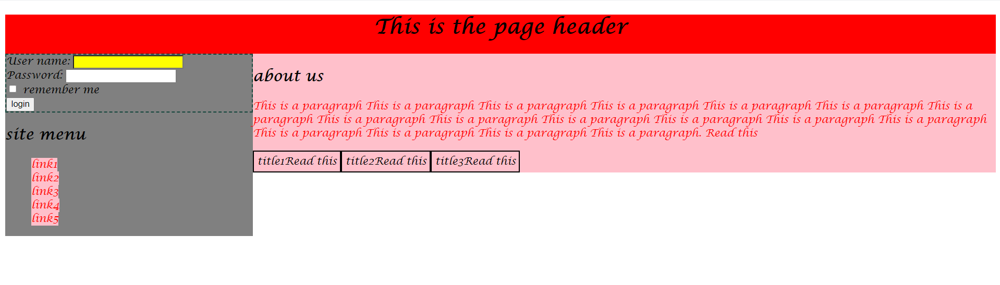 This is the page header
User name:
Password:
remember me
login
site menu
link1
link2
link3
link4
link5
about us
This is a paragraph This is a paragraph This is a paragraph This is a paragraph This is a paragraph This is a paragraph This is a
paragraph This is a paragraph This is a paragraph This is a paragraph This is a paragraph This is a paragraph This is a paragraph
This is a paragraph This is a paragraph This is a paragraph This is a paragraph. Read this
title1Read this title2Read this title3Read this